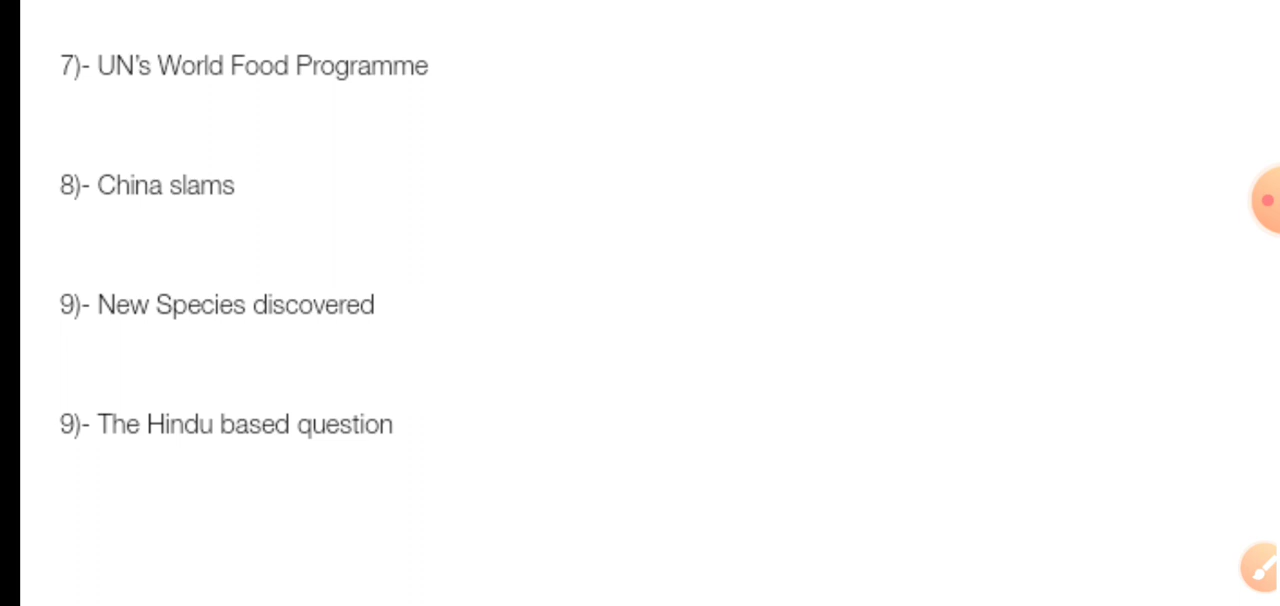 7)- UN's World Food Programme
8)- China slams
9)- New Species discovered
9)- The Hindu based question